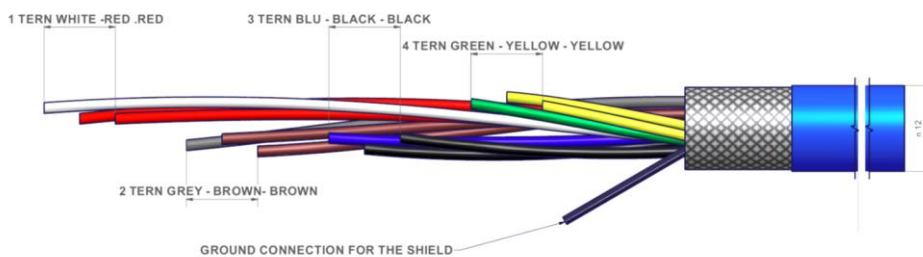 1 TERN WHITE -RED .RED
3 TERN BLU - BLACK - BLACK
4 TERN GREEN - YELLOW - YELLOW
n 12
2 TERN GREY - BROWN- BROWN
GROUND CONNECTION FOR THE SHIELD